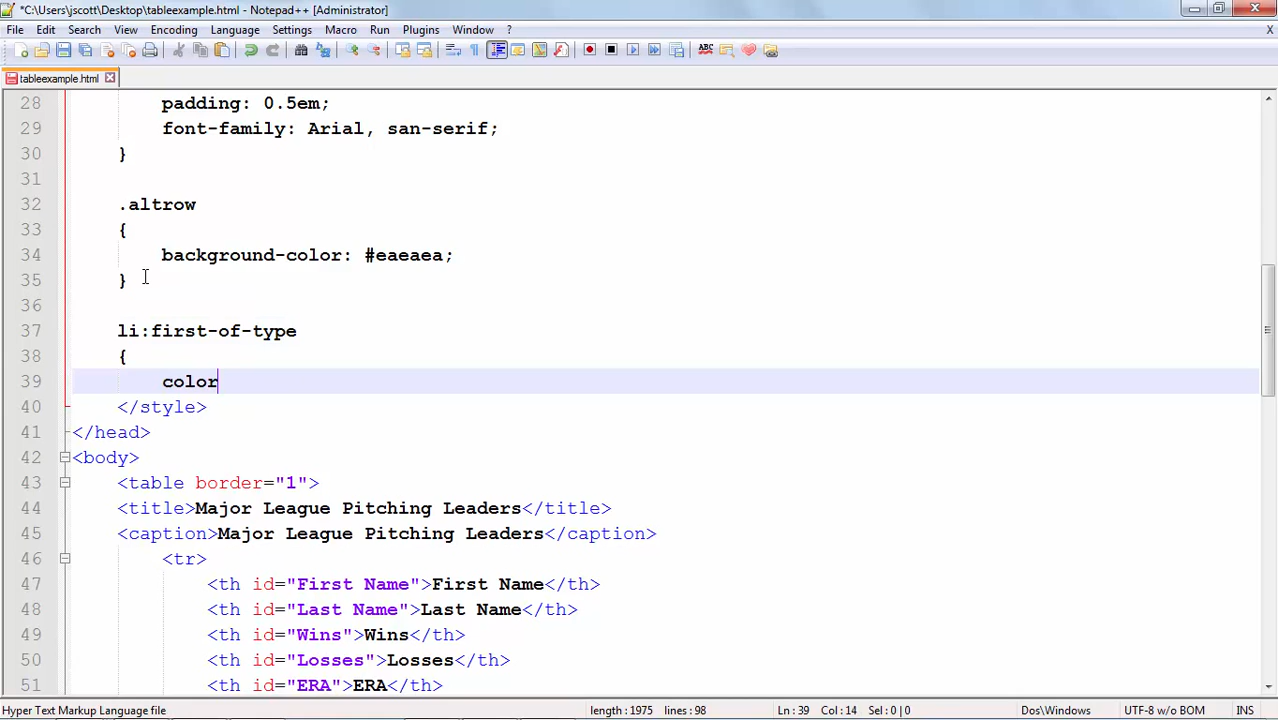 *C:\Users\jscott\Desktop\tableexample.html - Notepad++ [Administrator]
File Edit Search View Encoding Language Settings Macro Run Plugins Window ? X
tableexample.html
28 padding: 0.5em;
29 font-family: Arial, san-serif;
30 }
31
32 .altrow
33 {
34 background-color: #eaeaea;
35 }
36
37 li:first-of-type
38 {
39 color
40 </style>
41 </head>
42 <body>
43 <table border="1">
44 <title>Major League Pitching Leaders</title>
45 <caption>Major League Pitching Leaders</caption>
46 <tr>
47 <th id="First Name">First Name</th>
48 <th id="Last Name">Last Name</th>
49 <th id="Wins">Wins</th>
50 <th id="Losses">Losses</th>
51 <th id="ERA">ERA</th>
Hyper Text Markup Language file length : 1975 lines : 98 Ln : 39 Col : 14 Sel : 0 | 0 Dos\Windows UTF-8 w/o BOM INS